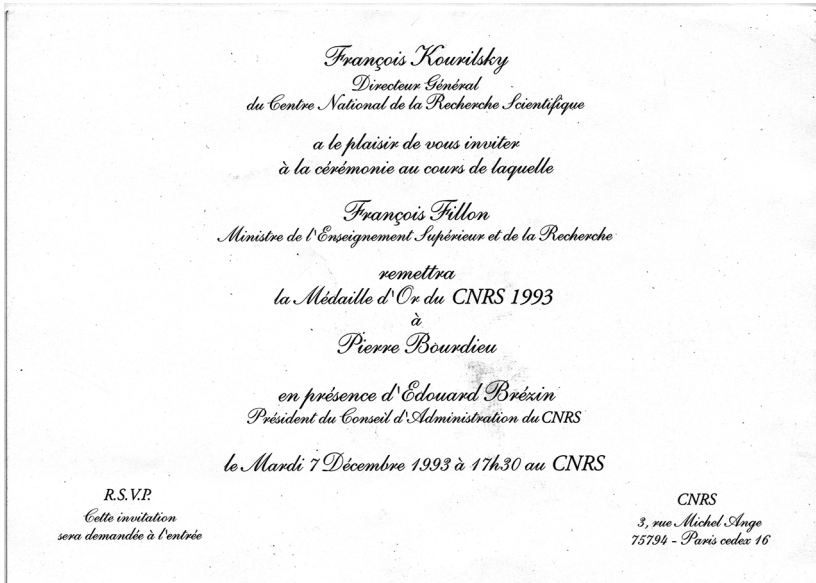 François Kourilsky
Directeur Général
du Centre National de la Recherche Scientifique
a le plaisir de vous inviter
à la cérémonie au cours de laquelle
François Fillon
Ministre de l'Enseignement Supérieur et de la Recherche
remettra
la Médaille d'Or du CNRS 1993
à
Pierre Bourdieu
en présence d'Edouard Brézin
Président du Conseil d'Administration du CNRS
le Mardi 7 Décembre 1993 à 17h30 au CNRS
R.S.V.P.
Cette invitation
sera demandée à l'entrée
CNRS
3, rue Michel Ange
75794 - Paris cedex 16